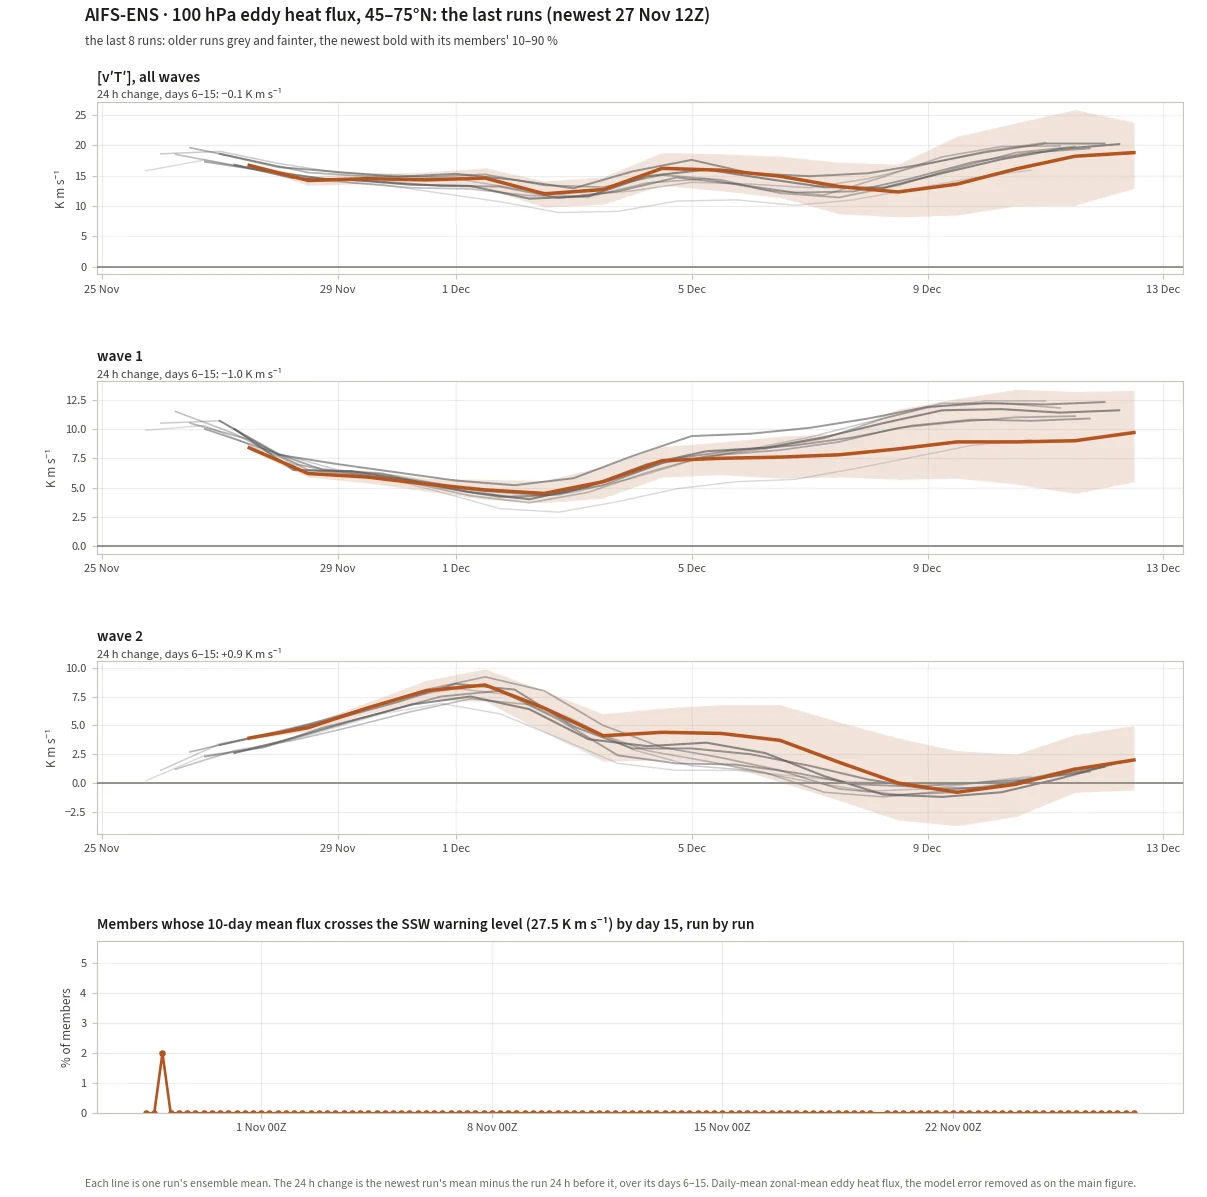 AIFS-ENS · 100 hPa eddy heat flux, 45–75°N: the last runs (newest 27 Nov 12Z)
the last 8 runs: older runs grey and fainter, the newest bold with its members' 10–90 %
[v′T′], all waves
24 h change, days 6–15: −0.1 K m s⁻¹
25
20
15
10
5
0
K m s⁻¹
25 Nov
29 Nov
1 Dec
5 Dec
9 Dec
13 Dec
wave 1
24 h change, days 6–15: −1.0 K m s⁻¹
12.5
10.0
7.5
5.0
2.5
0.0
K m s⁻¹
25 Nov
29 Nov
1 Dec
5 Dec
9 Dec
13 Dec
wave 2
24 h change, days 6–15: +0.9 K m s⁻¹
10.0
7.5
5.0
2.5
0.0
−2.5
K m s⁻¹
25 Nov
29 Nov
1 Dec
5 Dec
9 Dec
13 Dec
Members whose 10-day mean flux crosses the SSW warning level (27.5 K m s⁻¹) by day 15, run by run
5
4
3
2
1
0
% of members
1 Nov 00Z
8 Nov 00Z
15 Nov 00Z
22 Nov 00Z
Each line is one run's ensemble mean. The 24 h change is the newest run's mean minus the run 24 h before it, over its days 6–15. Daily-mean zonal-mean eddy heat flux, the model error removed as on the main figure.